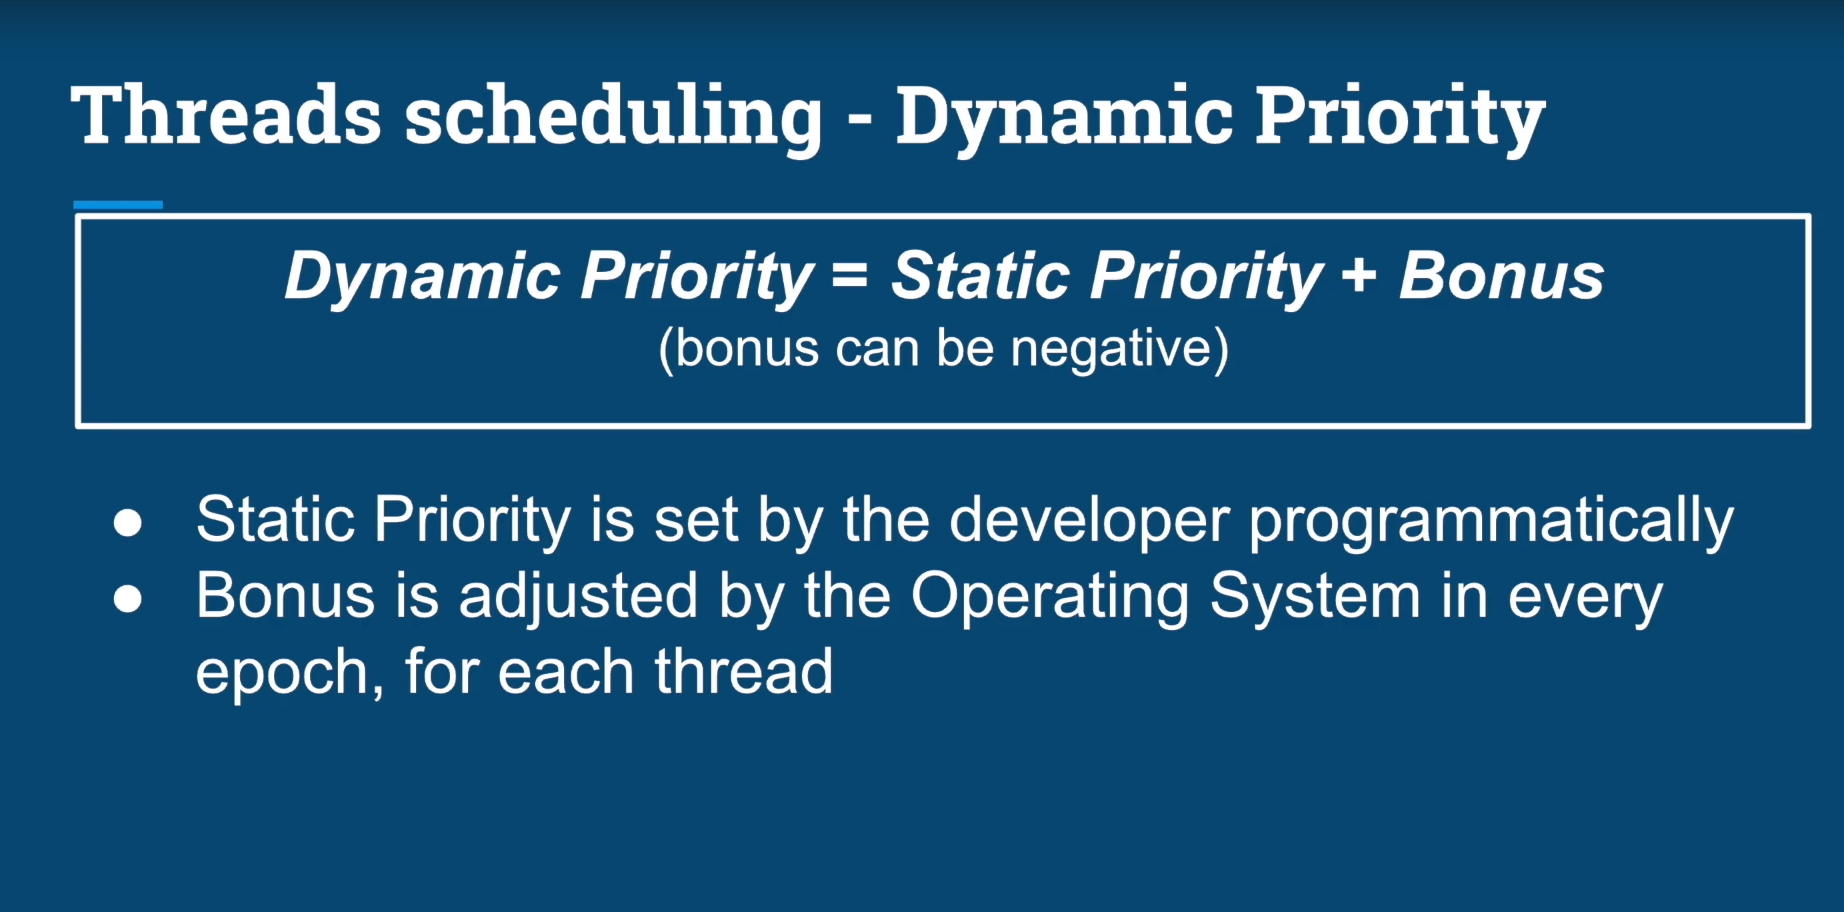 Threads scheduling - Dynamic Priority
Dynamic Priority = Static Priority + Bonus
(bonus can be negative)
● Static Priority is set by the developer programmatically
● Bonus is adjusted by the Operating System in every
epoch, for each thread